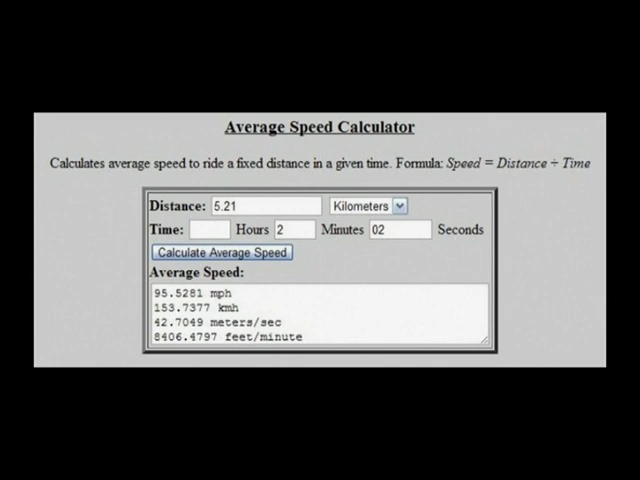 Average Speed Calculator
Calculates average speed to ride a fixed distance in a given time. Formula: Speed = Distance ÷ Time
Distance: 5.21 Kilometers
Time: Hours 2 Minutes 02 Seconds
Calculate Average Speed
Average Speed:
95.5281 mph
153.7377 kmh
42.7049 meters/sec
8406.4797 feet/minute